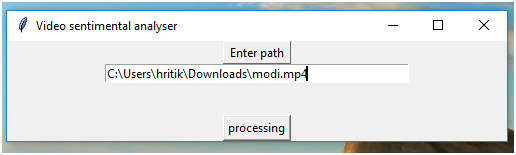 Video sentimental analyser
Enter path
C:\Users\hritik\Downloads\modi.mp4
processing